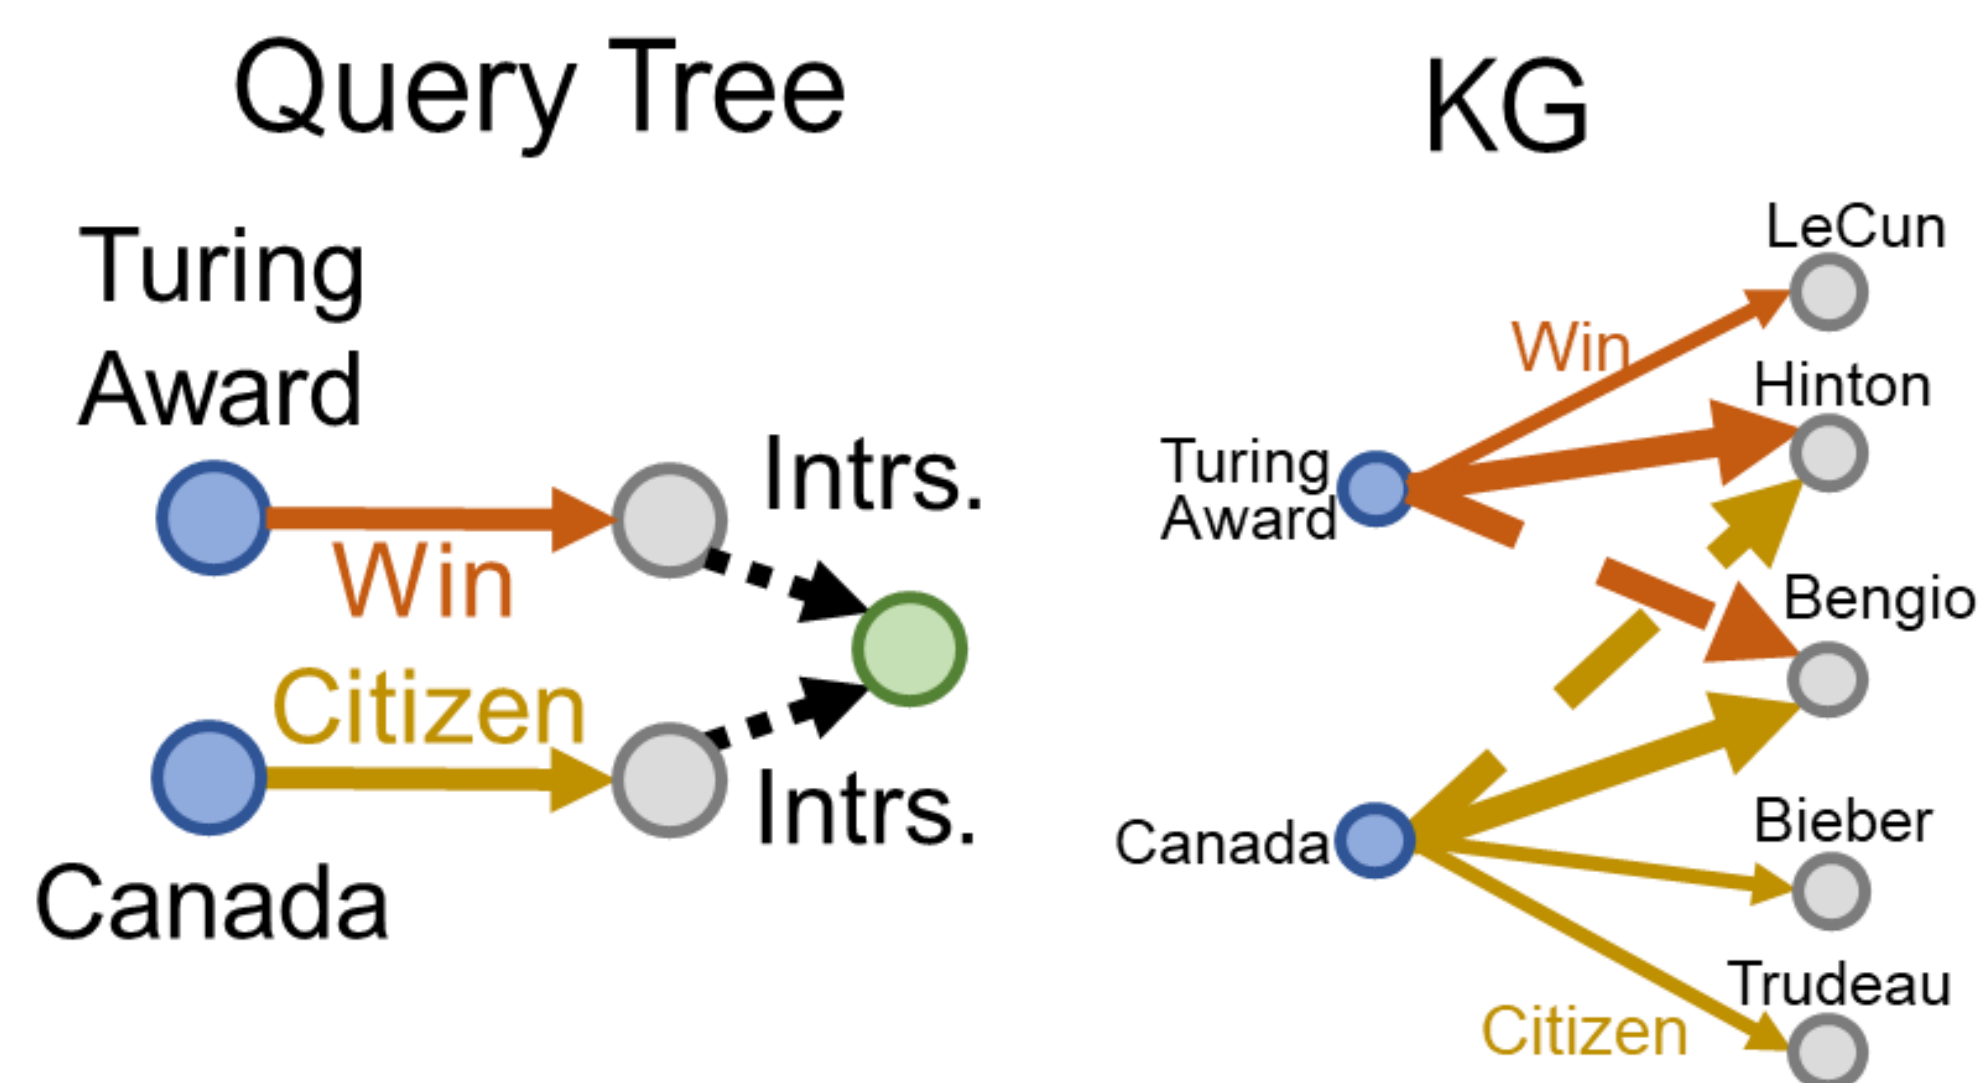 Query Tree
Turing
Award
Win
Intrs.
Citizen
Intrs.
Canada
KG
LeCun
Win
Hinton
Turing
Award
Bengio
Canada
Bieber
Trudeau
Citizen